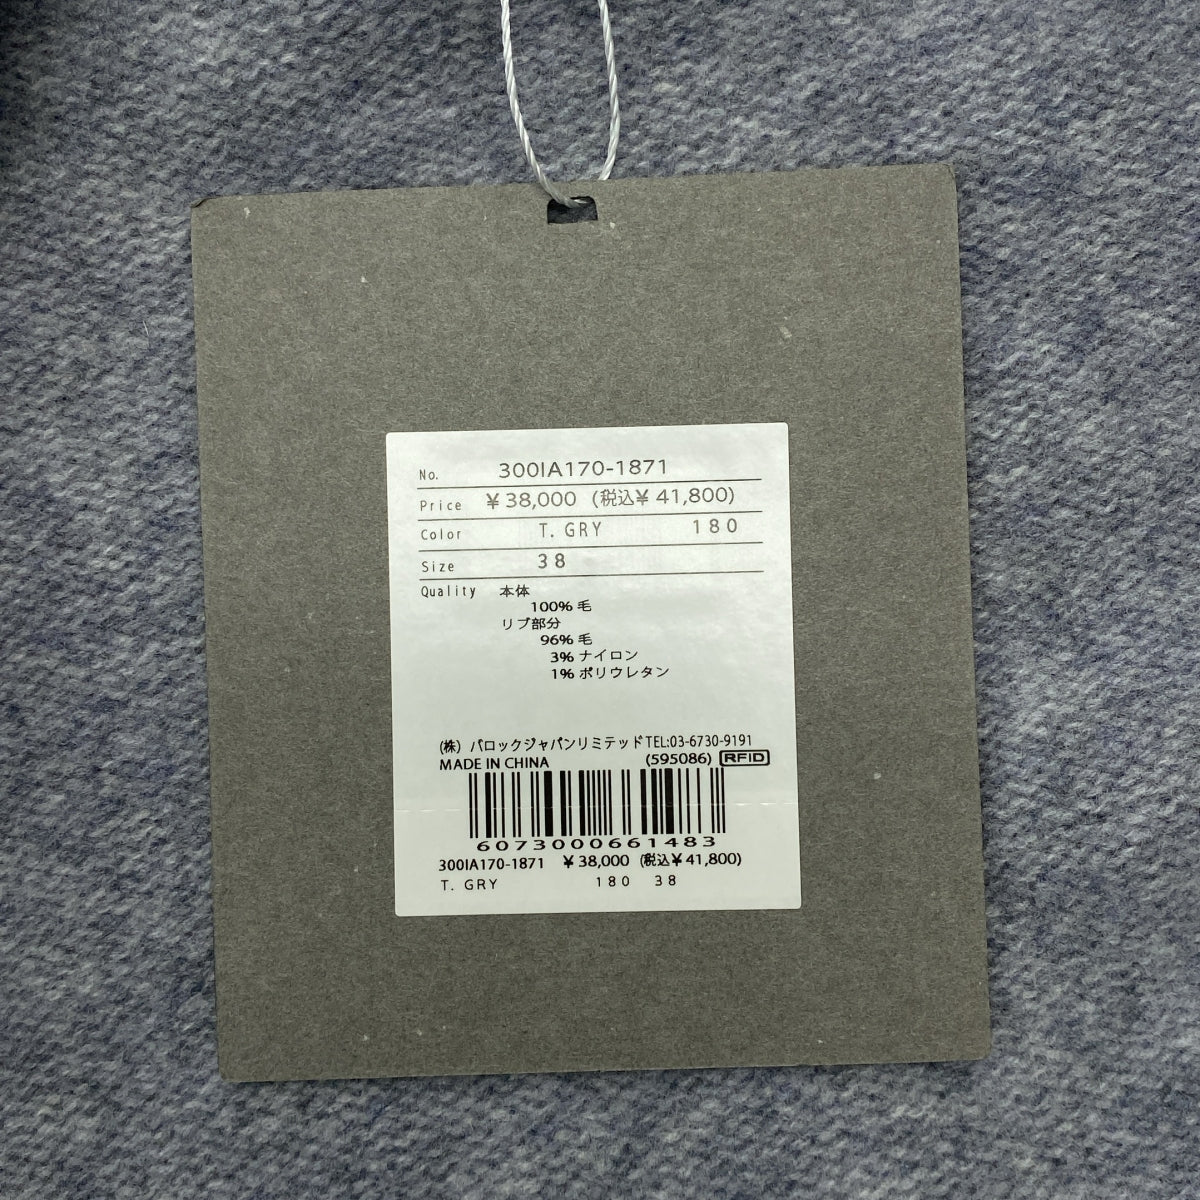 No. 300IA170-1871
Price ¥38,000 (税込¥ 41,800)
Color T. GRY 180
Size 38
Quality 本体
100% 毛
リブ部分
96% 毛
3% ナイロン
1% ポリウレタン
(株) バロックジャパンリミテッドTEL:03-6730-9191
MADE IN CHINA (595086) RFID
6073000661483
300IA170-1871 ¥38,000 (税込¥41,800)
T. GRY 180 38